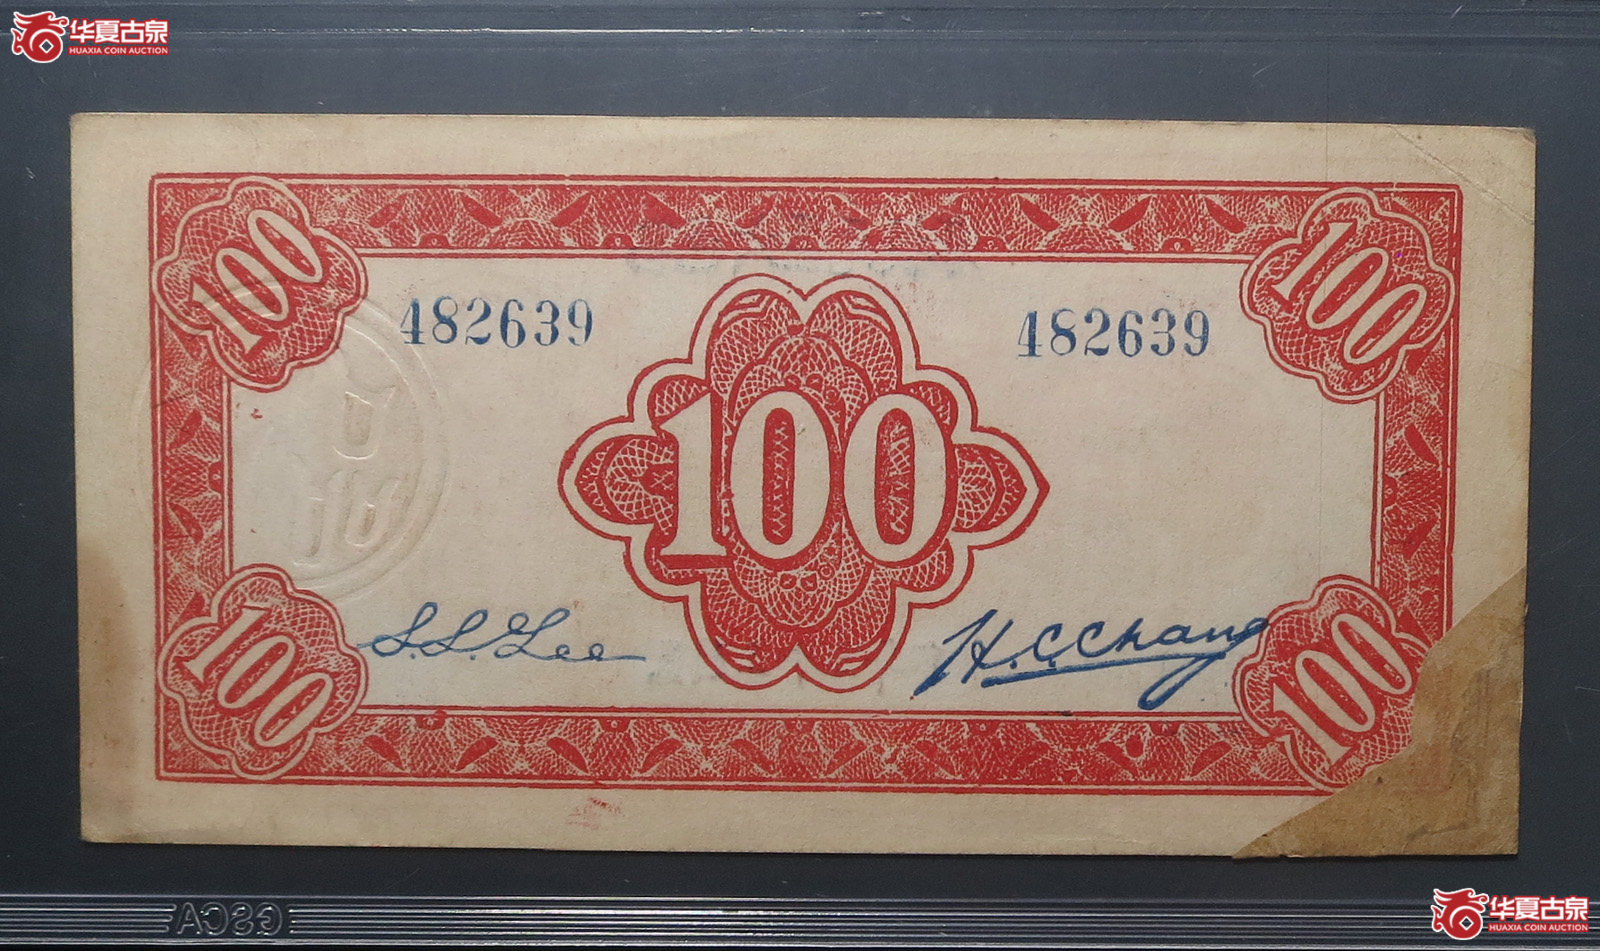 华夏古泉
HUAXIA COIN AUCTION
100 100
482639 482639
100
S.S. Lee H.C. Chang
100 100
GSCA
华夏古泉
HUAXIA COIN AUCTION